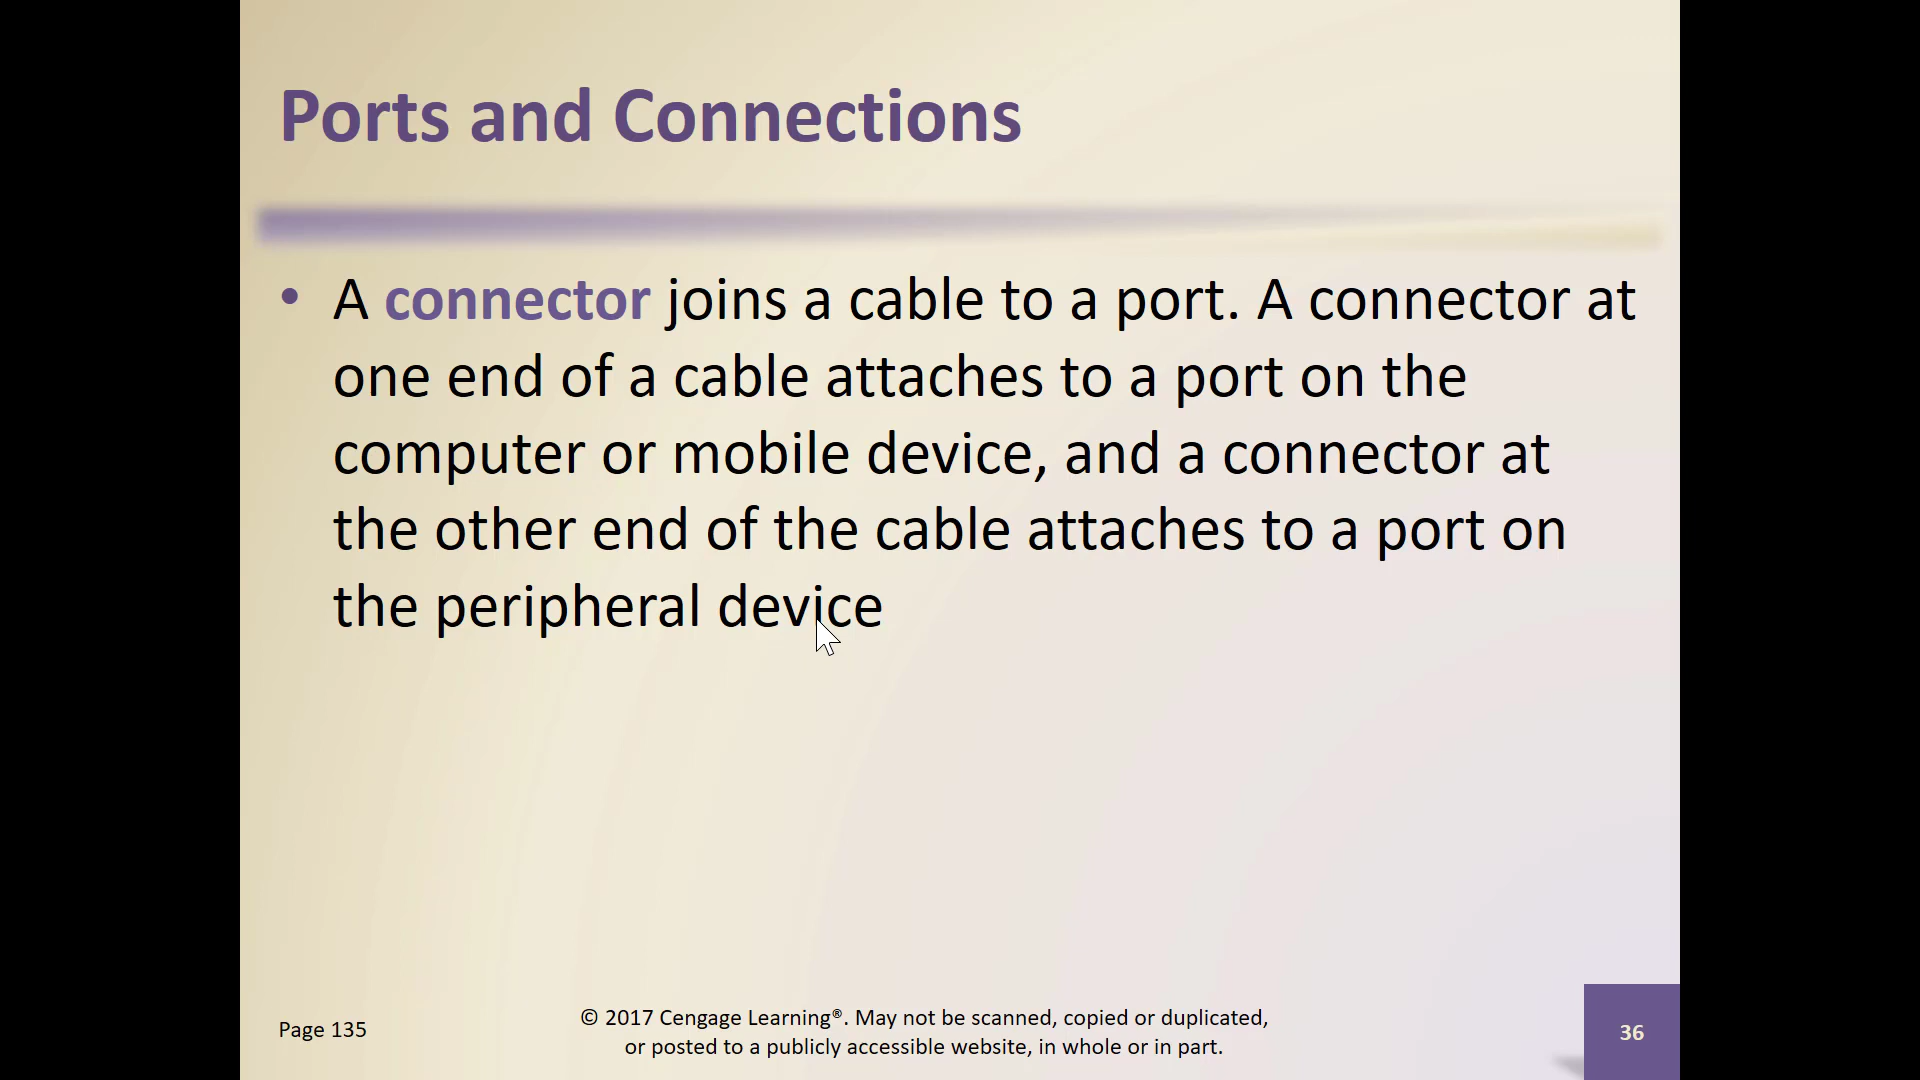 Ports and Connections
• A connector joins a cable to a port. A connector at
one end of a cable attaches to a port on the
computer or mobile device, and a connector at
the other end of the cable attaches to a port on
the peripheral device
Page 135
© 2017 Cengage Learning®. May not be scanned, copied or duplicated,
or posted to a publicly accessible website, in whole or in part.
36